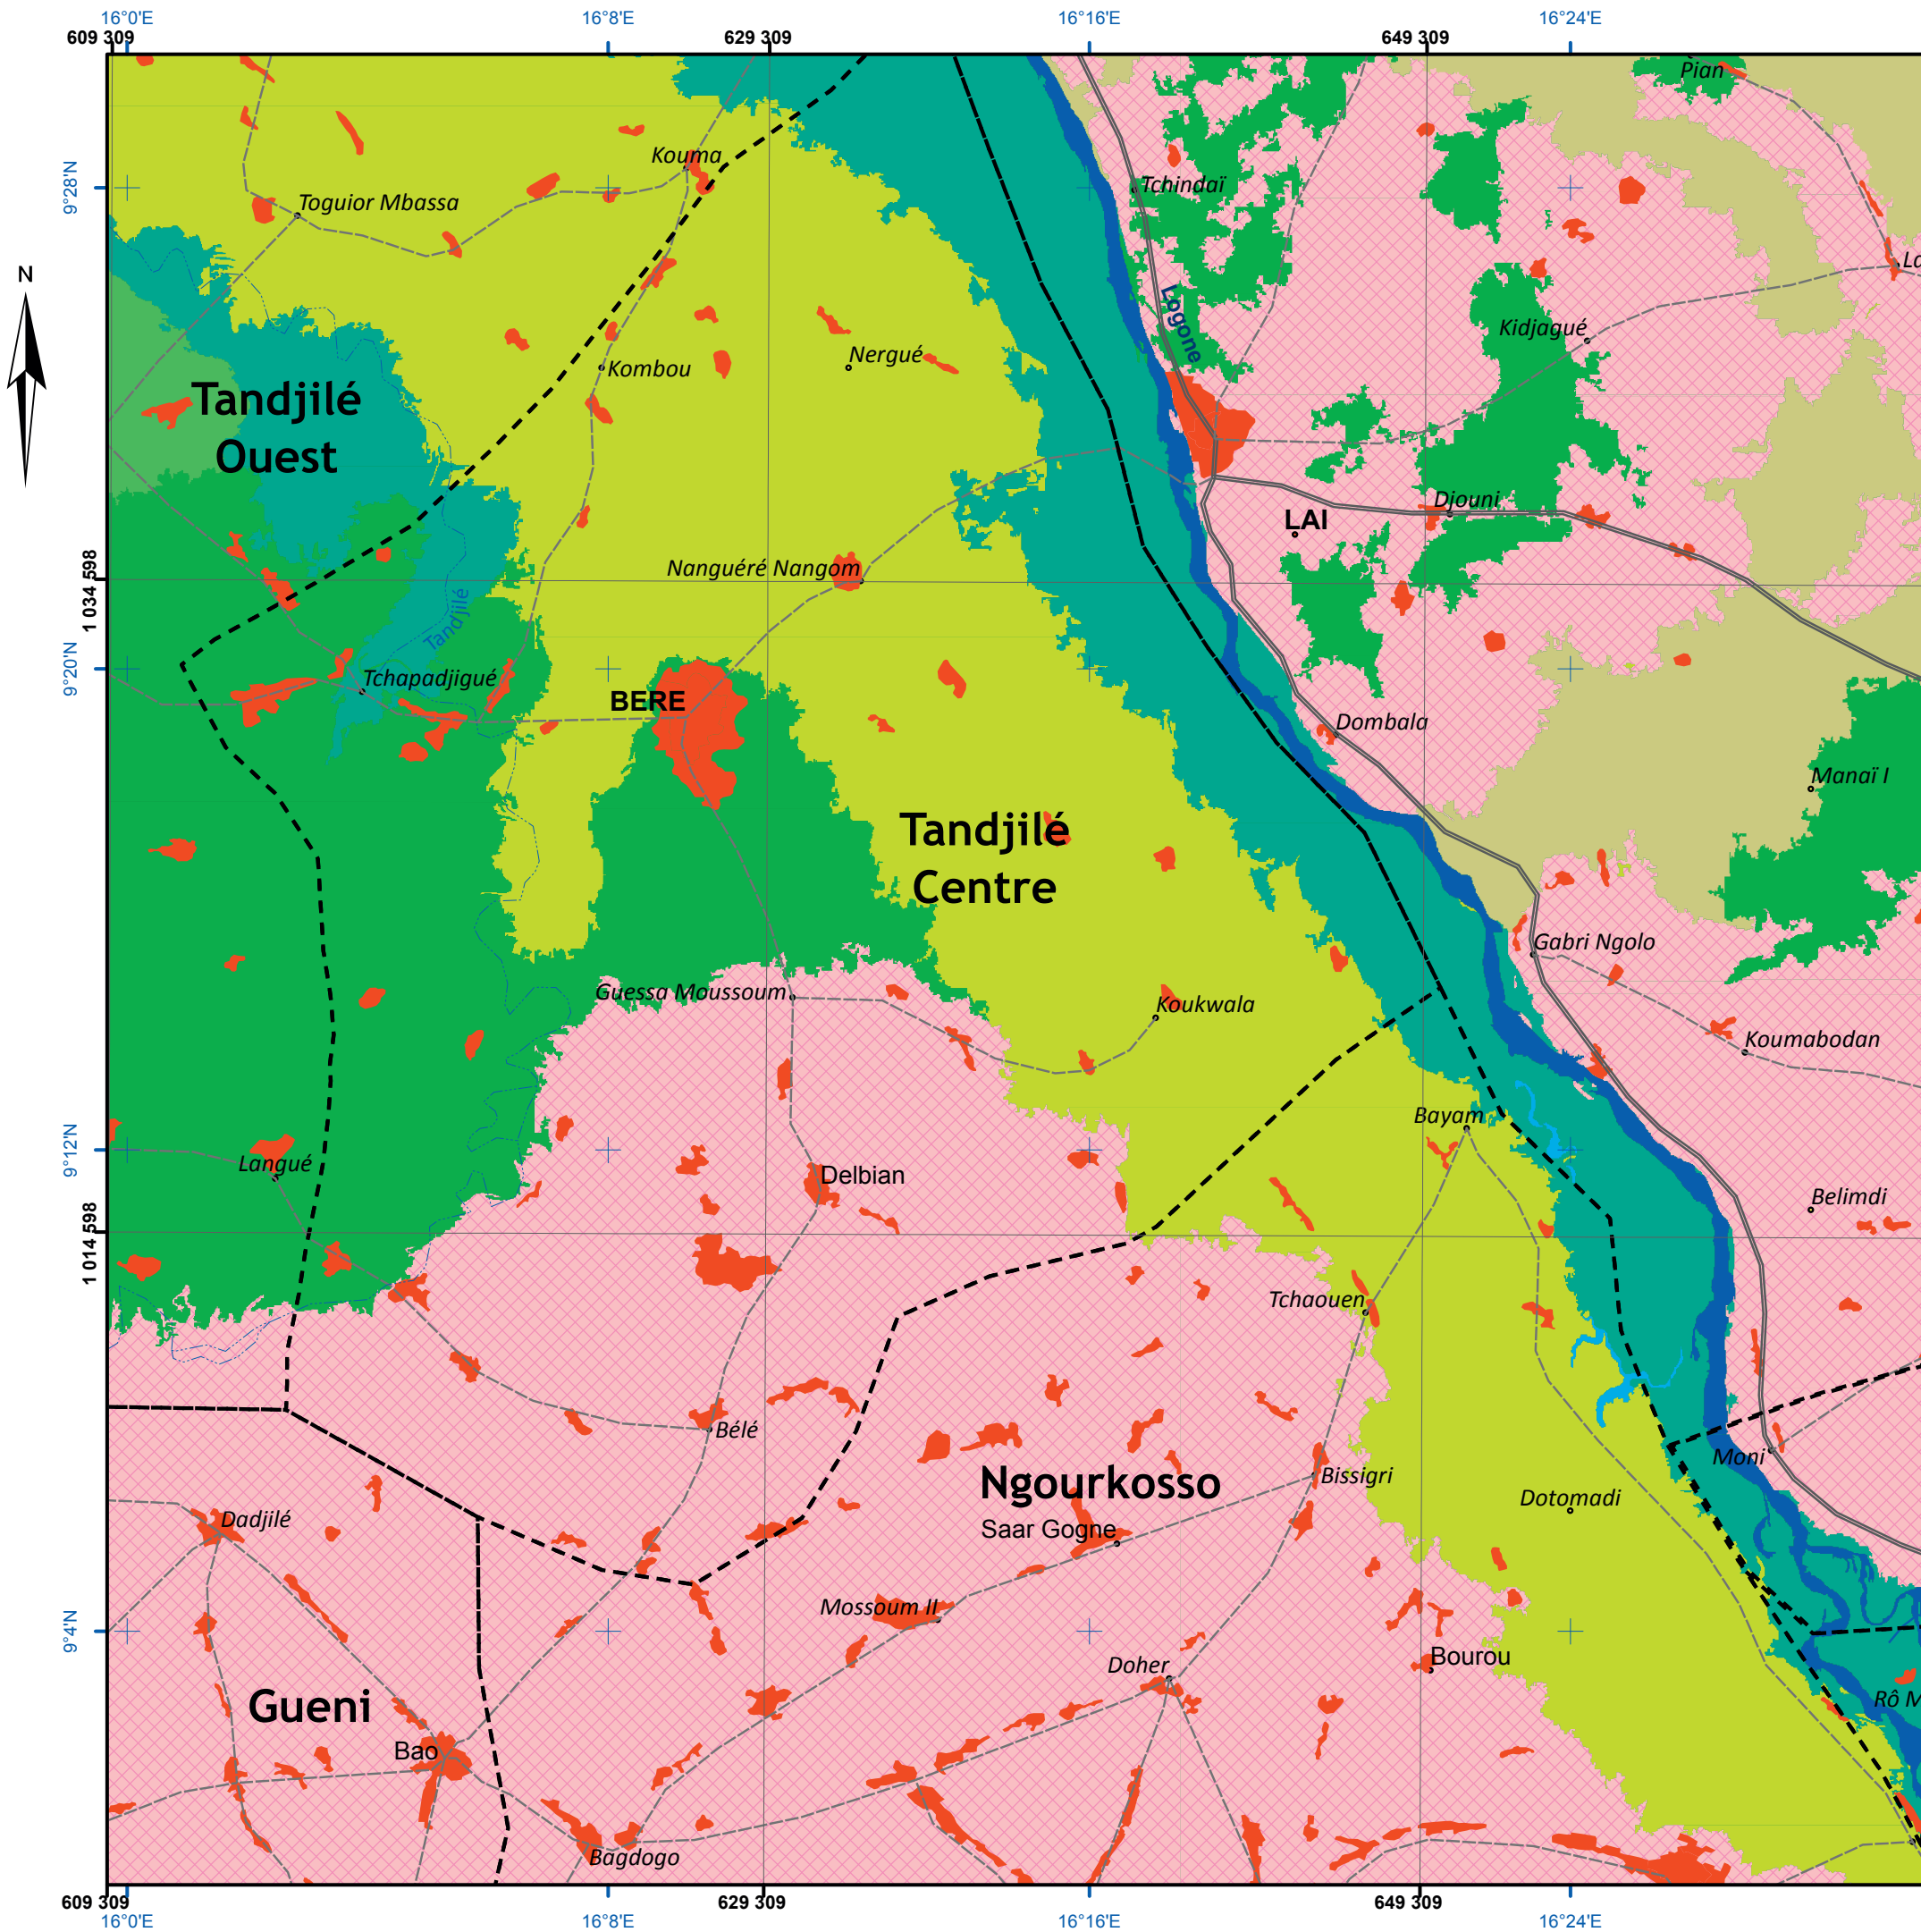 16°0'E
16°8'E
16°16'E
16°24'E
609 309
629 309
649 309
Pian
Kouma
9°28'N
Tchindaï
Toguior Mbassa
N
Logone
Kidjagué
Nergué
Kombou
Tandjilé
Ouest
Djouni
LAI
Nanguéré Nangom
1 034 598
Tandjilé
9°20'N
Tchapadjigué
BERE
Dombala
Manaï I
Tandjilé
Centre
Gabri Ngolo
Guessa Moussoum
Koukwala
Koumabodan
Bayam
9°12'N
Langué
Delbian
Belimdi
1 014 598
Tchaouen
Bélé
Moni
Bissigri
Ngourkosso
Dotomadi
Dadjilé
Saar Gogne
Mossoum II
9°4'N
Bourou
Doher
Rô M
Gueni
Bao
Bagdogo
609 309
629 309
649 309
16°0'E
16°8'E
16°16'E
16°24'E